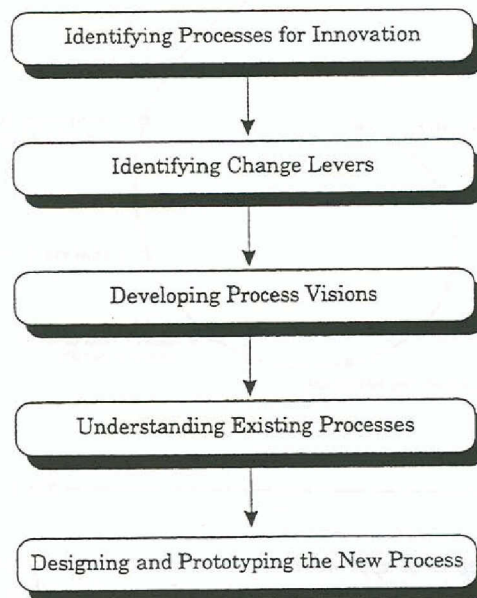 Identifying Processes for Innovation
Identifying Change Levers
Developing Process Visions
Understanding Existing Processes
Designing and Prototyping the New Process